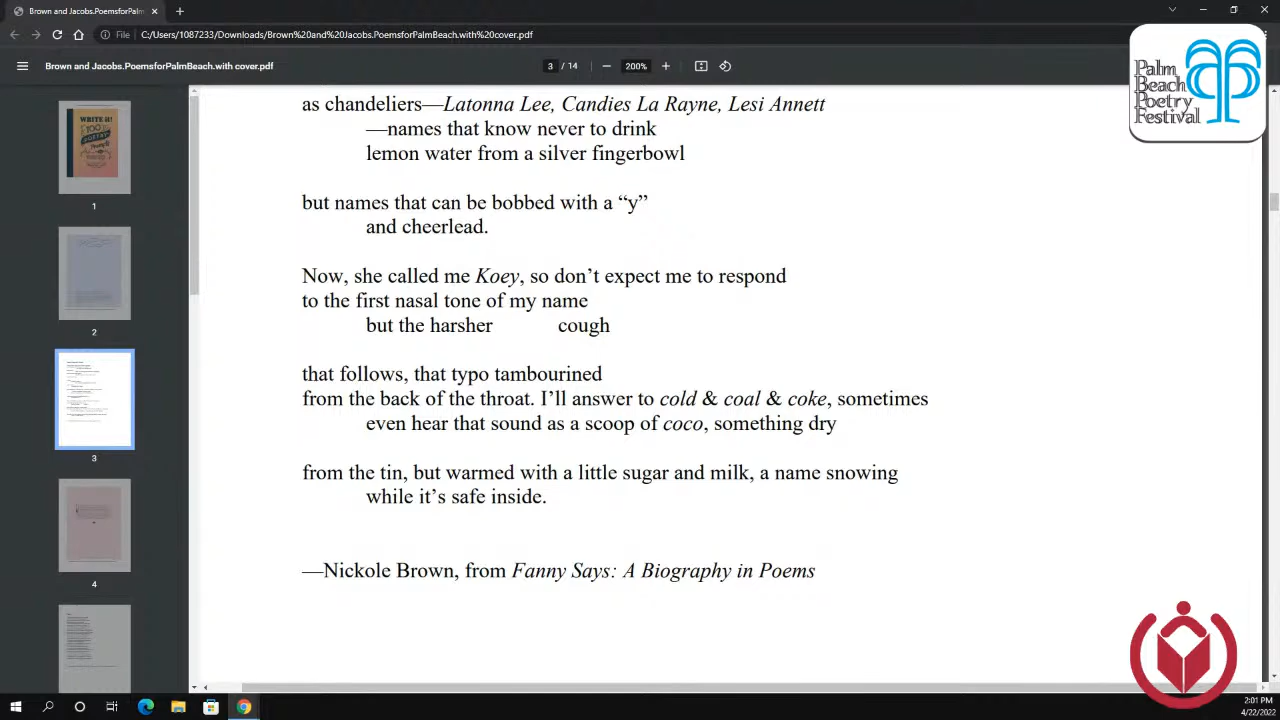 Brown and Jacobs.PoemsforPalm
File
C:/Users/1087233/Downloads/Brown%20and%20Jacobs.PoemsforPalmBeach.with%20cover.pdf
Brown and Jacobs.PoemsforPalmBeach.with cover.pdf
3 / 14
200%
Palm
Beach
Poetry
Festival
WRITE IT!
100
POETRY
1
2
3
4
as chandeliers—Latonna Lee, Candies La Rayne, Lesi Annett
—names that know never to drink
lemon water from a silver fingerbowl
but names that can be bobbed with a “y”
and cheerlead.
Now, she called me Koey, so don’t expect me to respond
to the first nasal tone of my name
but the harsher cough
that follows, that typo tambourined
from the back of the throat. I’ll answer to cold & coal & coke, sometimes
even hear that sound as a scoop of coco, something dry
from the tin, but warmed with a little sugar and milk, a name snowing
while it’s safe inside.
—Nickole Brown, from Fanny Says: A Biography in Poems
2:01 PM
4/22/2022